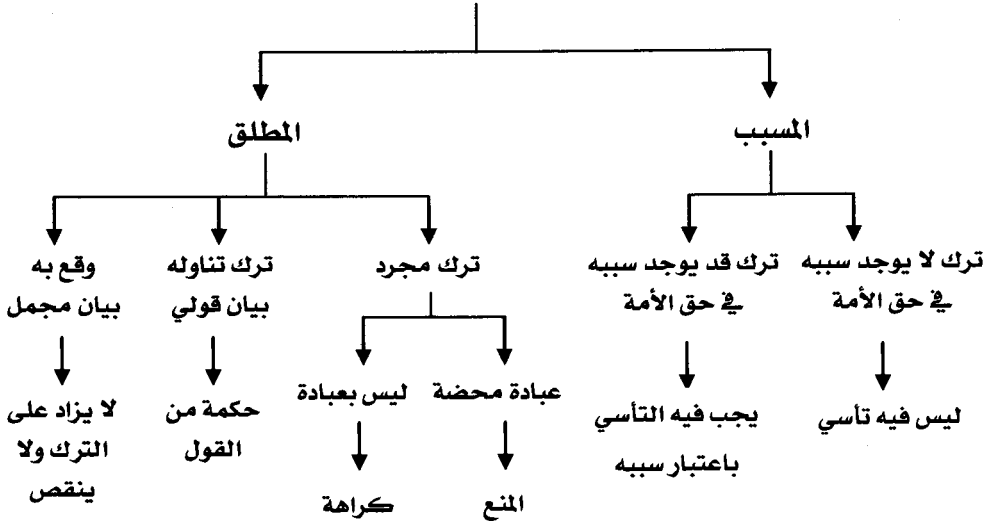 المسبب
المطلق
ترك لا يوجد سببه
في حق الأمة
ترك قد يوجد سببه
في حق الأمة
ترك مجرد
ترك تناوله
بيان قولي
وقع به
بيان مجمل
ليس فيه تأسي
يجب فيه التأسي
باعتبار سببه
عبادة محضة
ليس بعبادة
حكمة من
القول
لا يزاد على
الترك ولا
ينقص
المنع
كراهة